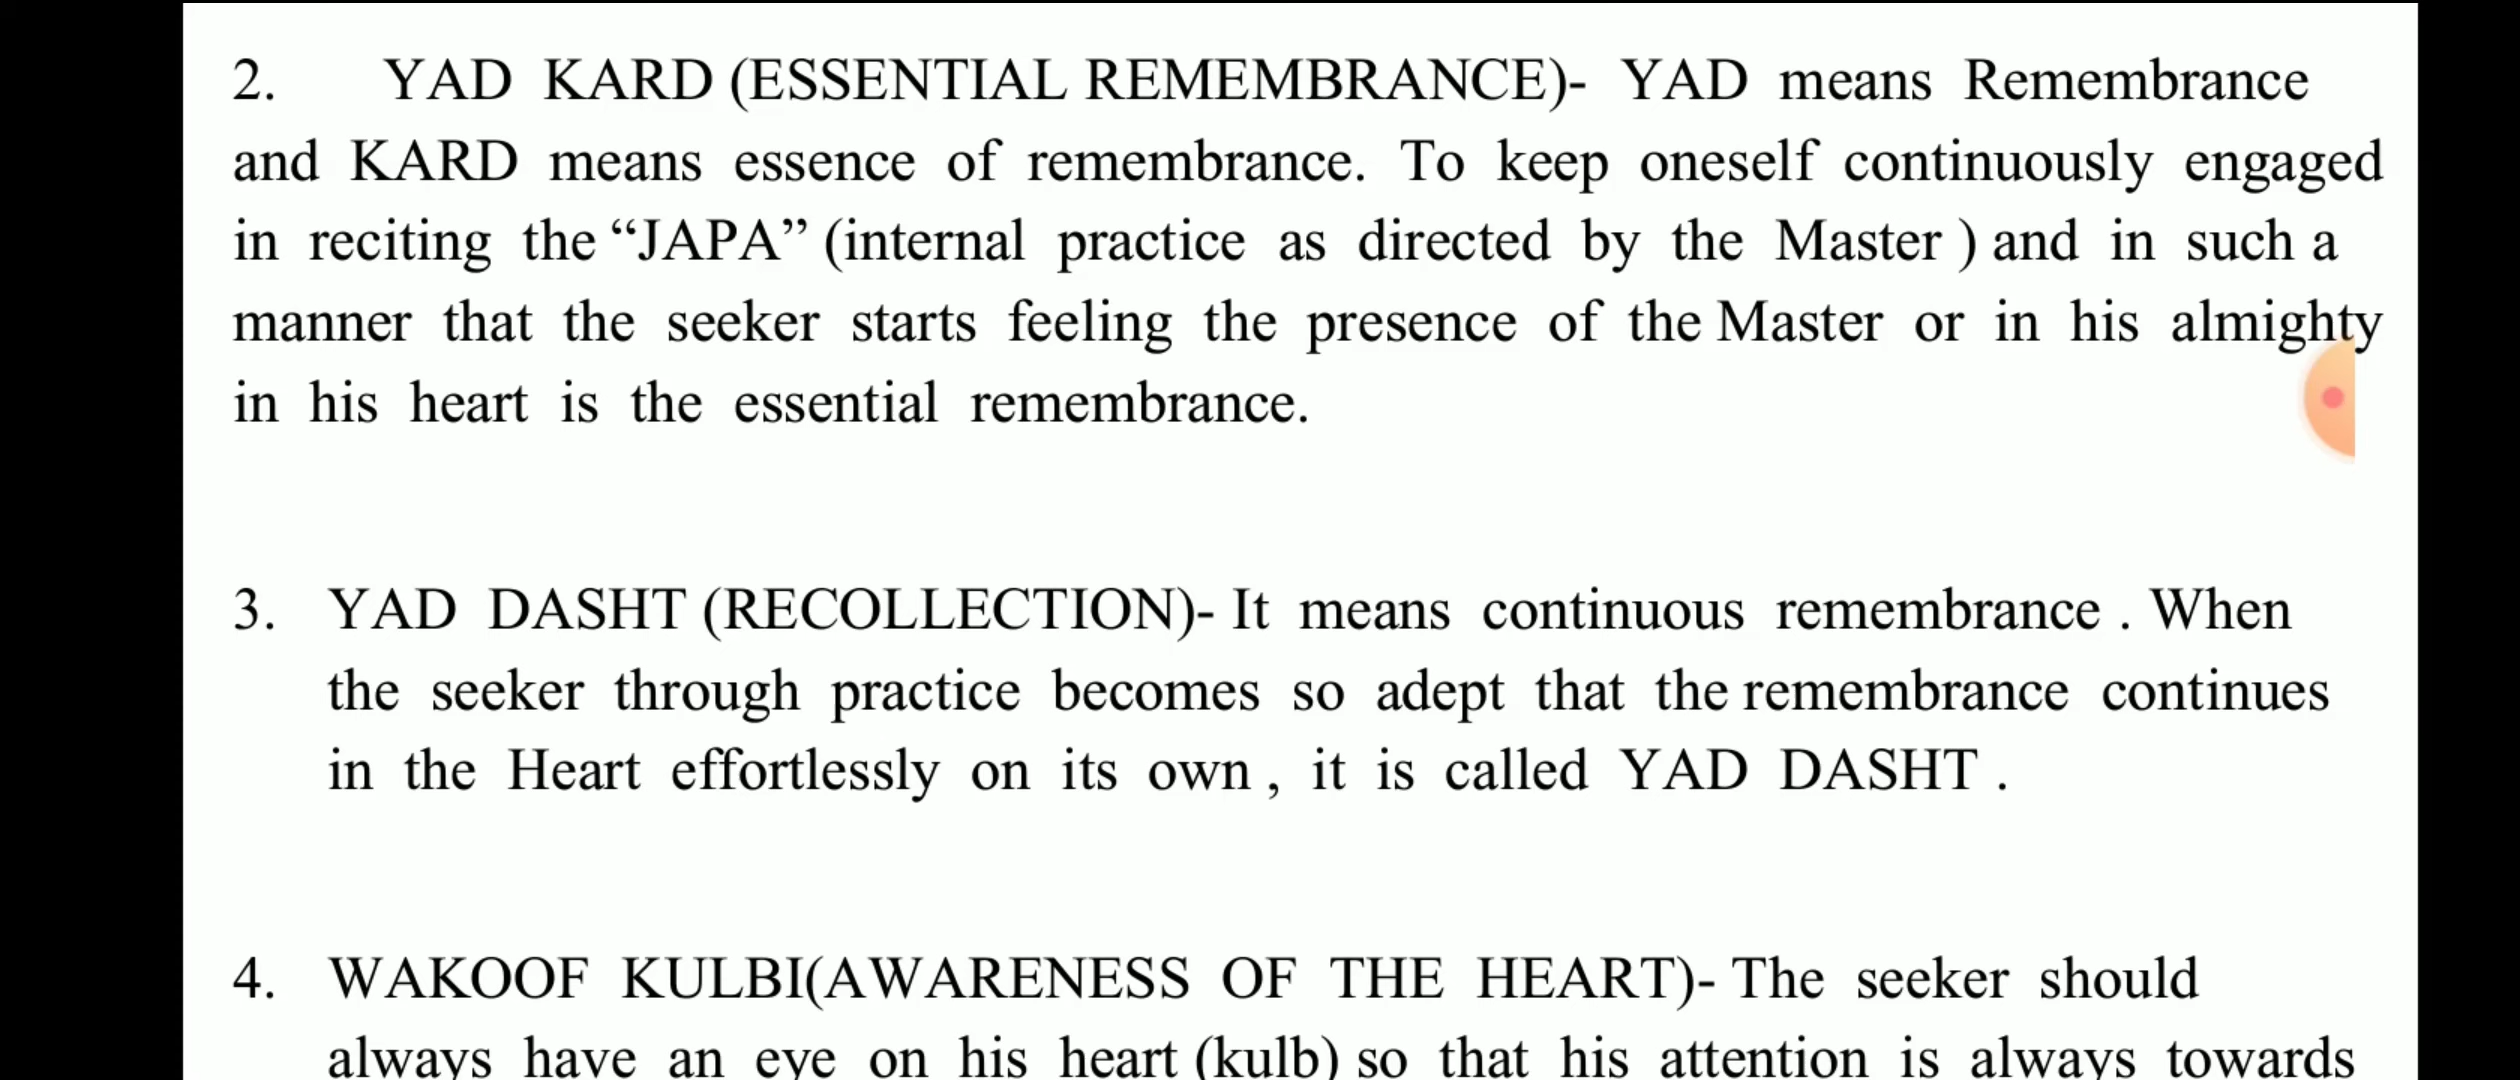 2. YAD KARD (ESSENTIAL REMEMBRANCE)- YAD means Remembrance
and KARD means essence of remembrance. To keep oneself continuously engaged
in reciting the “JAPA” (internal practice as directed by the Master ) and in such a
manner that the seeker starts feeling the presence of the Master or in his almighty
in his heart is the essential remembrance.
3. YAD DASHT (RECOLLECTION)- It means continuous remembrance . When
the seeker through practice becomes so adept that the remembrance continues
in the Heart effortlessly on its own , it is called YAD DASHT .
4. WAKOOF KULBI(AWARENESS OF THE HEART)- The seeker should
always have an eye on his heart (kulb) so that his attention is always towards